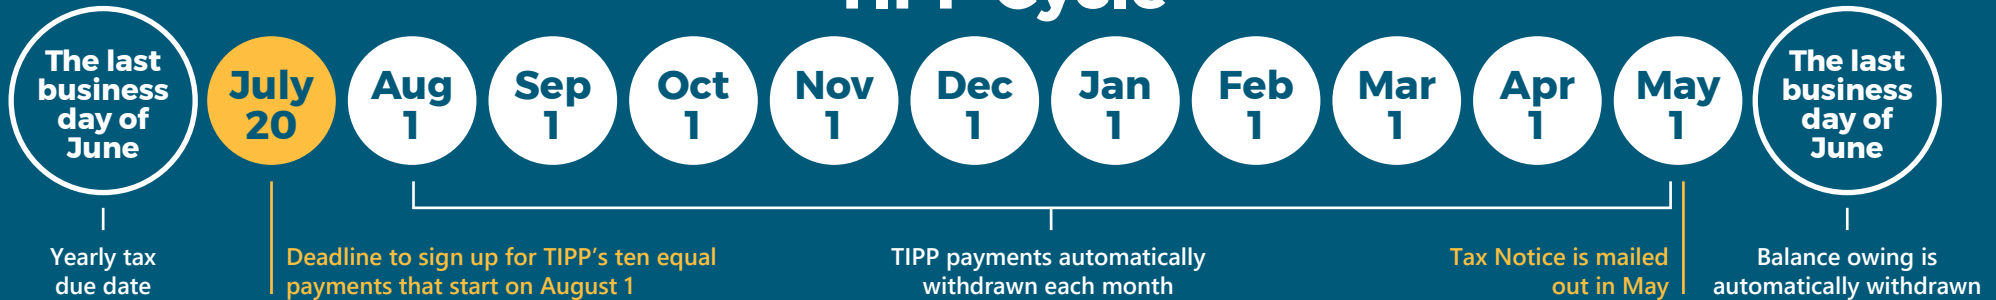 TIPP Cycle
The last
business
day of
June
July
20
Aug
1
Sep
1
Oct
1
Nov
1
Dec
1
Jan
1
Feb
1
Mar
1
Apr
1
May
1
The last
business
day of
June
Yearly tax
due date
Deadline to sign up for TIPP's ten equal
payments that start on August 1
TIPP payments automatically
withdrawn each month
Tax Notice is mailed
out in May
Balance owing is
automatically withdrawn